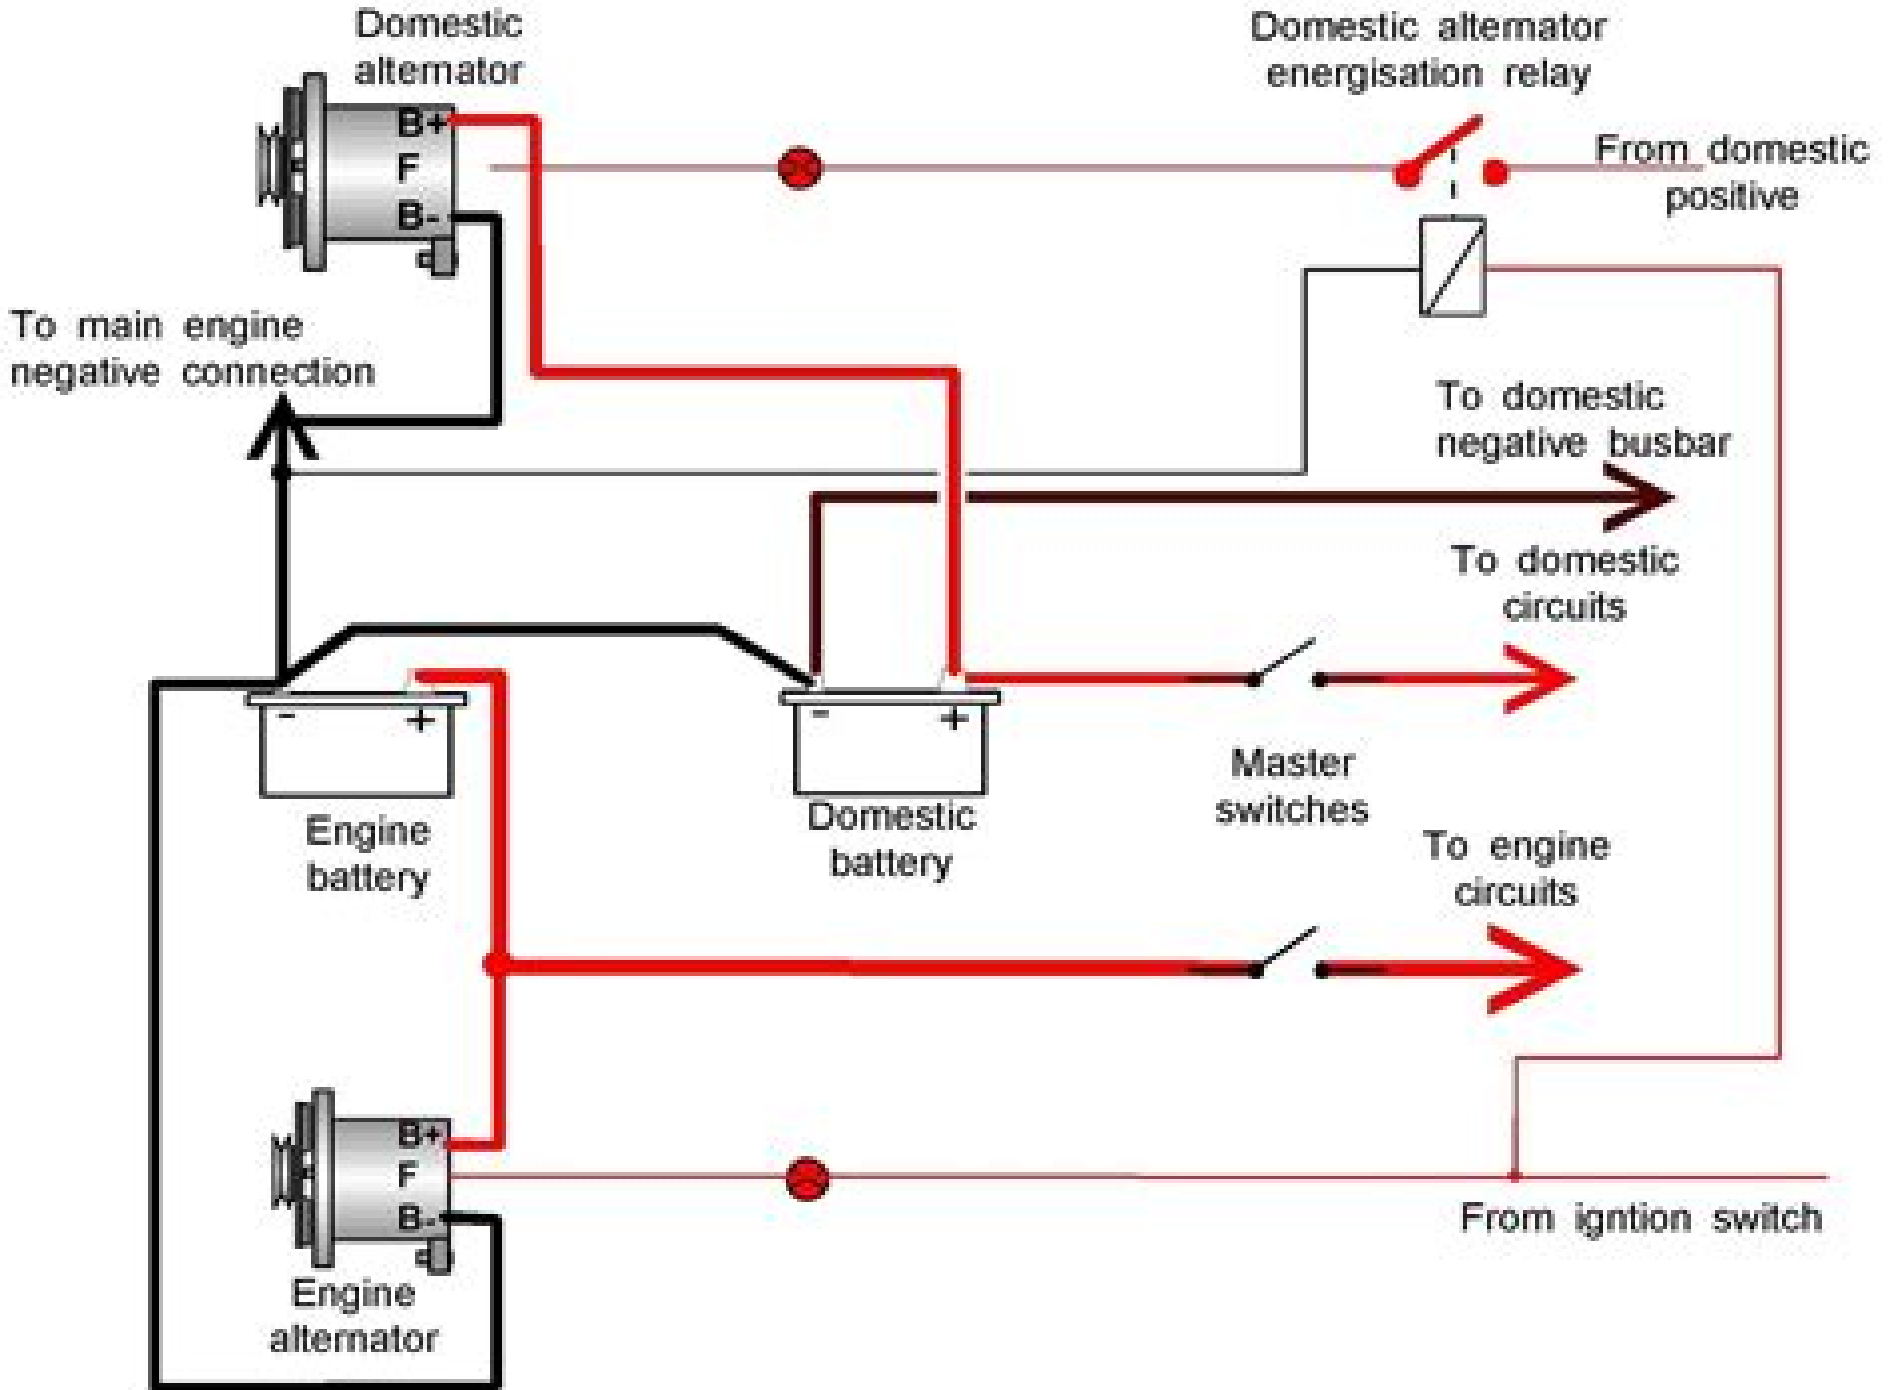 Domestic
alternator
Domestic alternator
energisation relay
B+
F
B-
From domestic
positive
To main engine
negative connection
To domestic
negative busbar
To domestic
circuits
- +
- +
Master
switches
Engine
battery
Domestic
battery
To engine
circuits
B+
F
B-
From igntion switch
Engine
alternator